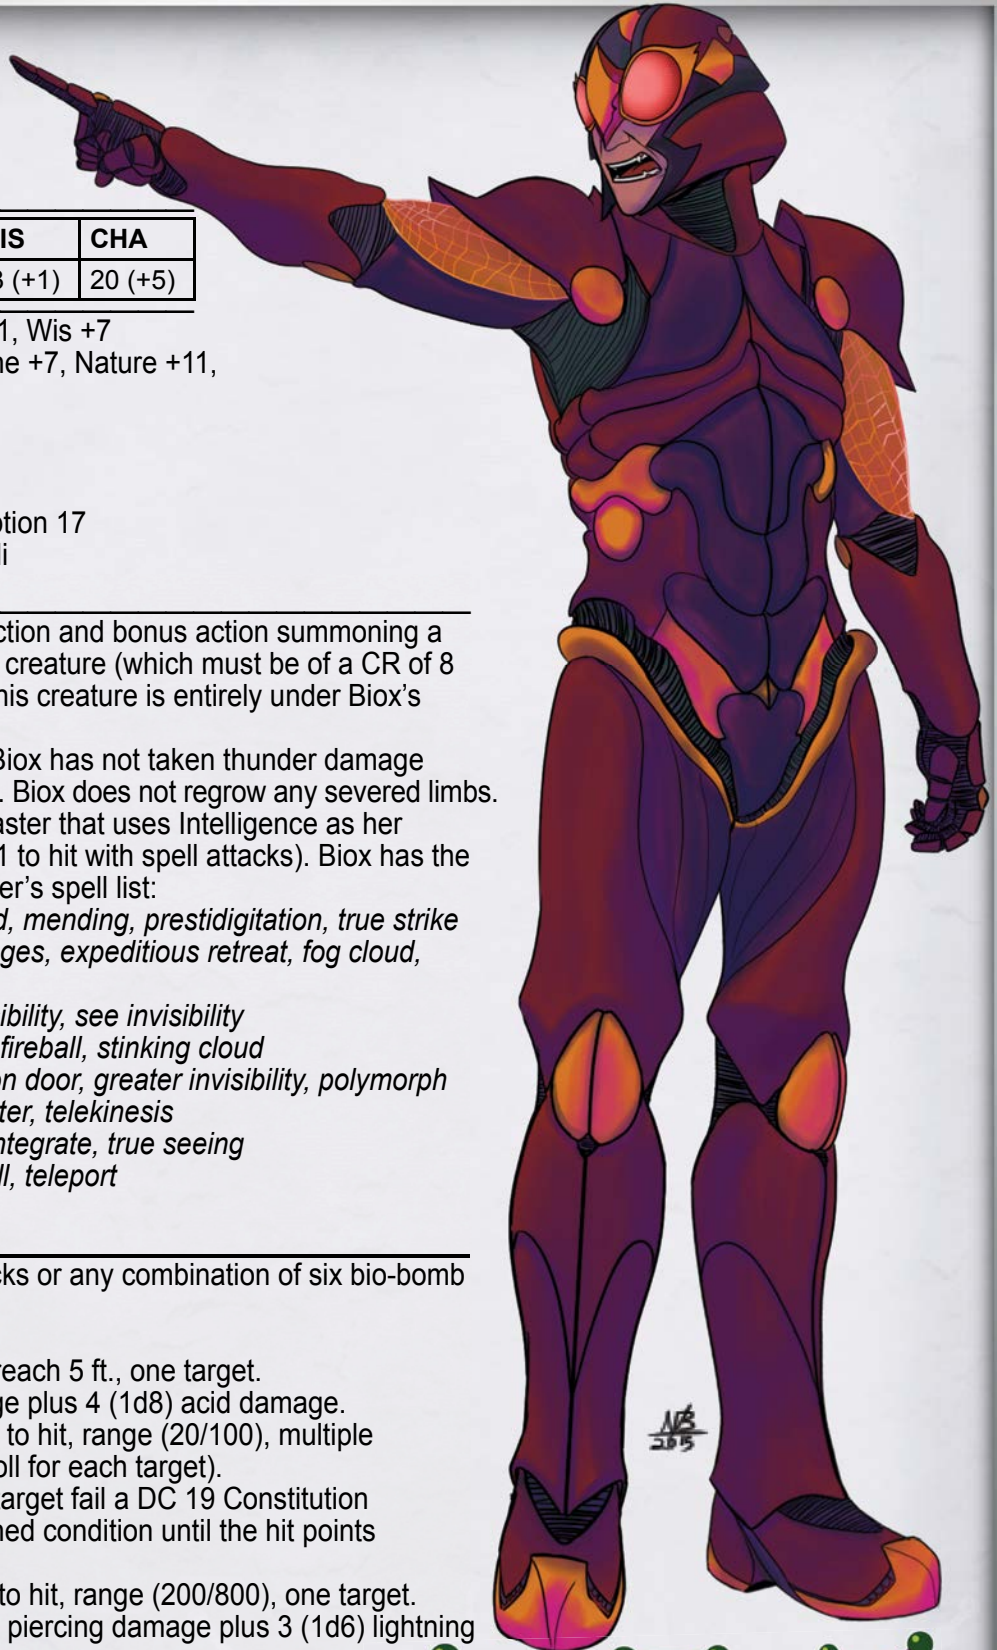 IS CHA
(+1) 20 (+5)
1, Wis +7
+7, Nature +11,
17
ction and bonus action summoning a
creature (which must be of a CR of 8
his creature is entirely under Biox's
Biox has not taken thunder damage
. Biox does not regrow any severed limbs.
aster that uses Intelligence as her
1 to hit with spell attacks). Biox has the
er's spell list:
d, mending, prestidigitation, true strike
ges, expeditious retreat, fog cloud,
ibility, see invisibility
fireball, stinking cloud
on door, greater invisibility, polymorph
ter, telekinesis
ntegrate, true seeing
ll, teleport
cks or any combination of six bio-bomb
reach 5 ft., one target.
ge plus 4 (1d8) acid damage.
to hit, range (20/100), multiple
oll for each target).
target fail a DC 19 Constitution
ned condition until the hit points
to hit, range (200/800), one target.
piercing damage plus 3 (1d6) lightning
2015